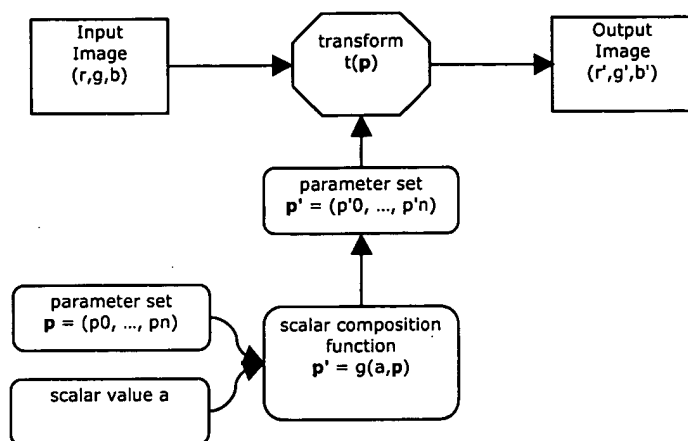 Input
Image
(r,g,b)
transform
t(p)
Output
Image
(r',g',b')
parameter set
p' = (p'0, ..., p'n)
parameter set
p = (p0, ..., pn)
scalar composition
function
p' = g(a,p)
scalar value a